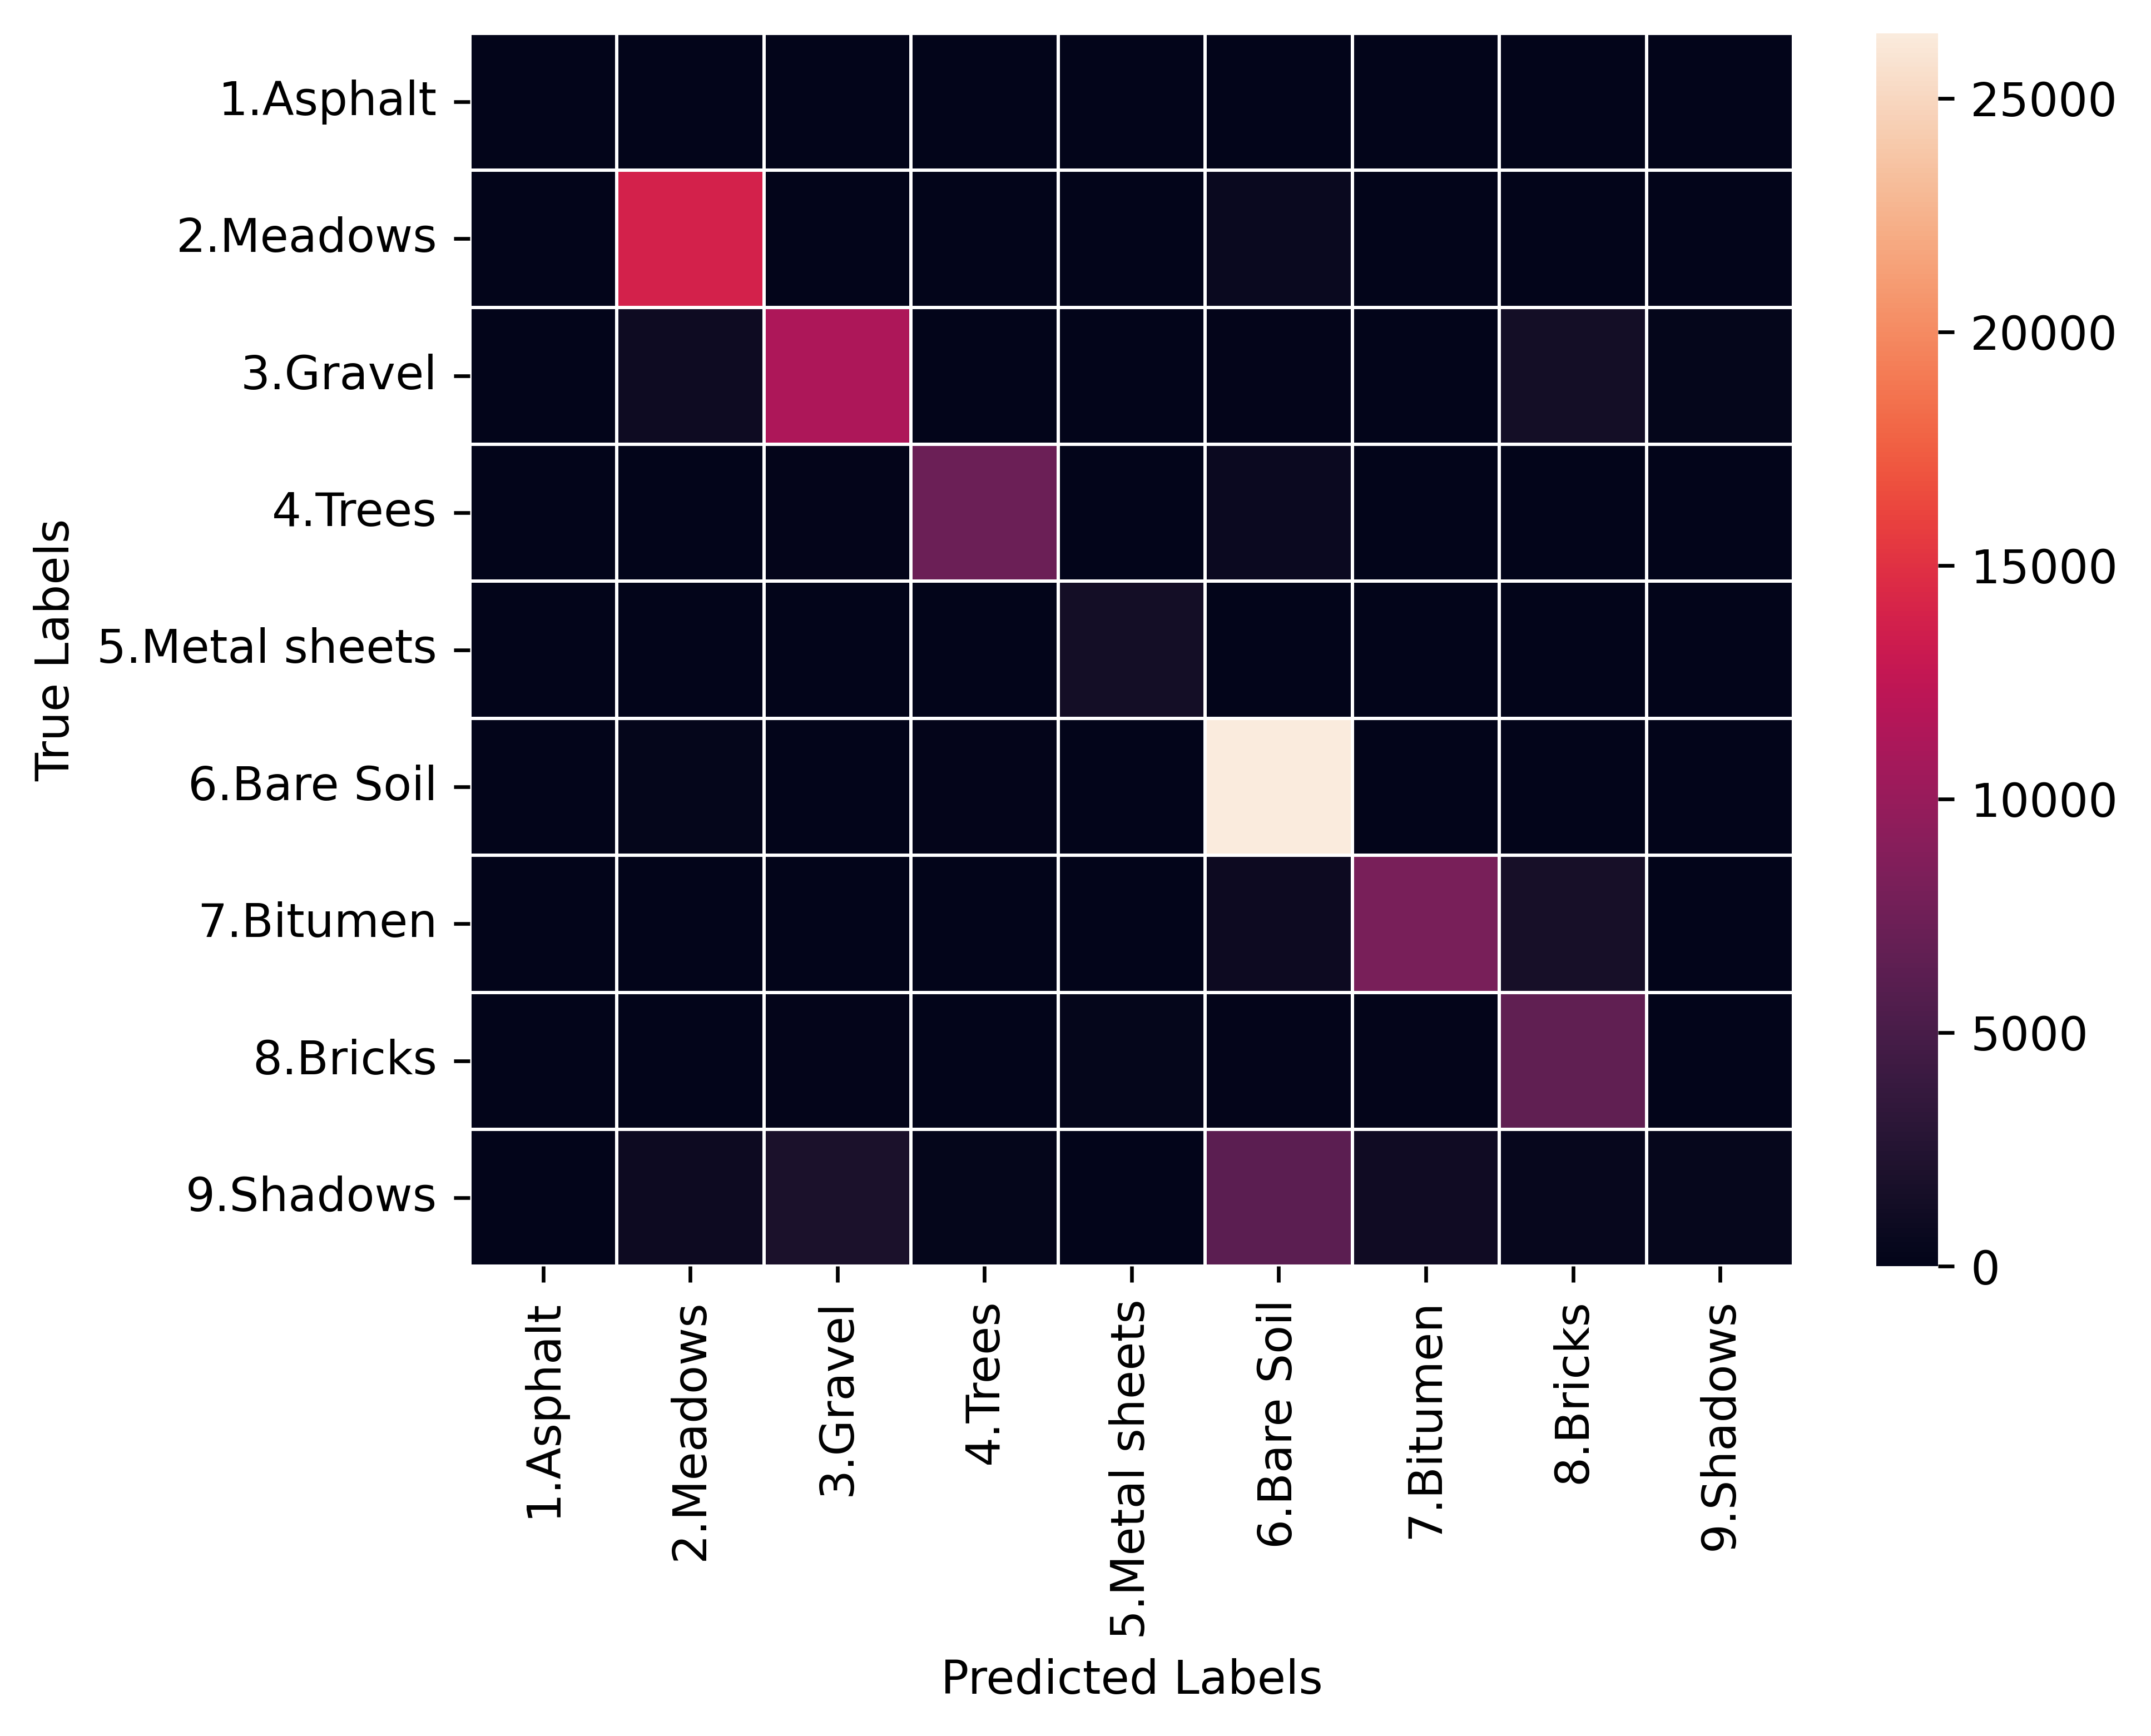 True Labels
1.Asphalt
2.Meadows
3.Gravel
4.Trees
5.Metal sheets
6.Bare Soil
7.Bitumen
8.Bricks
9.Shadows
1.Asphalt
2.Meadows
3.Gravel
4.Trees
5.Metal sheets
6.Bare Soil
7.Bitumen
8.Bricks
9.Shadows
Predicted Labels
25000
20000
15000
10000
5000
0